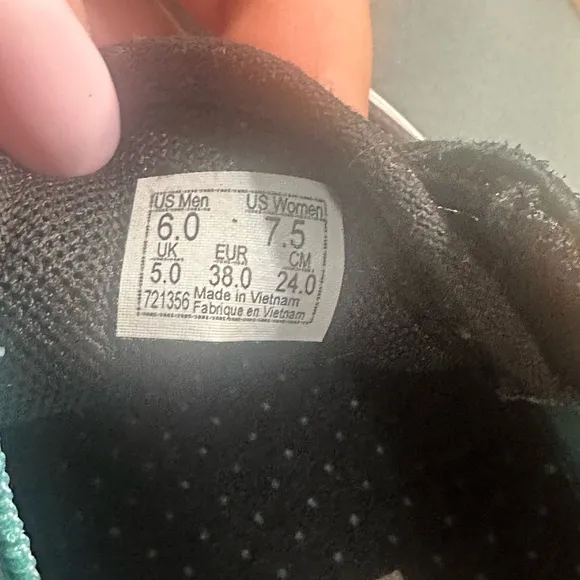 US Men US Women
6.0 7.5
UK EUR CM
5.0 38.0 24.0
721356 Made in Vietnam
Fabrique en Vietnam